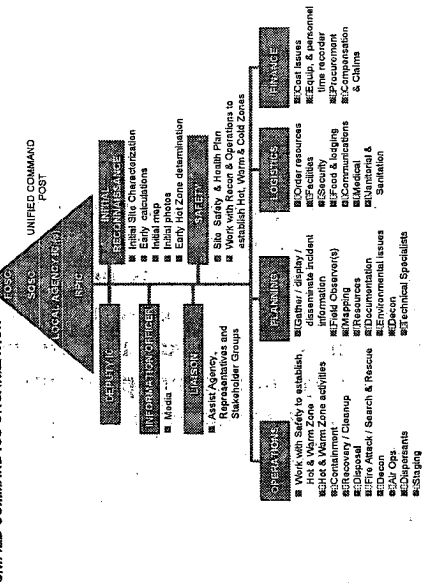 FOSC
SOSC
LOCAL AGENCY
RPIC
UNIFIED COMMAND
POST
DEPUTY IC
INFORMATION OFFICER
Media
LIAISON
Assist Agency,
Representatives and
Stakeholder Groups
INITIAL
RECONNAISSANCE
Initial Site Characterization
Early calculations
Initial map
Initial photos
Early Hot Zone determination
SAFETY
Site Safety & Health Plan
Work with Recon & Operations to
establish Hot, Warm & Cold Zones
OPERATIONS
Work with Safety to establish,
Hot & Warm Zone
Hot & Warm Zone activities
Containment
Recovery / Cleanup
Disposal
Fire Attack / Search & Rescue
Decon
Air Ops.
Dispersants
Staging
PLANNING
Gather / display /
disseminate incident
information
Field Observer(s)
Mapping
Resources
Documentation
Environmental issues
Decon
Technical Specialists
LOGISTICS
Order resources
Facilities
Security
Food & lodging
Communications
Medical
Janitorial &
Sanitation
FINANCE
Cost issues
Equip, & personnel
time recorder
Procurement
Compensation
& Claims